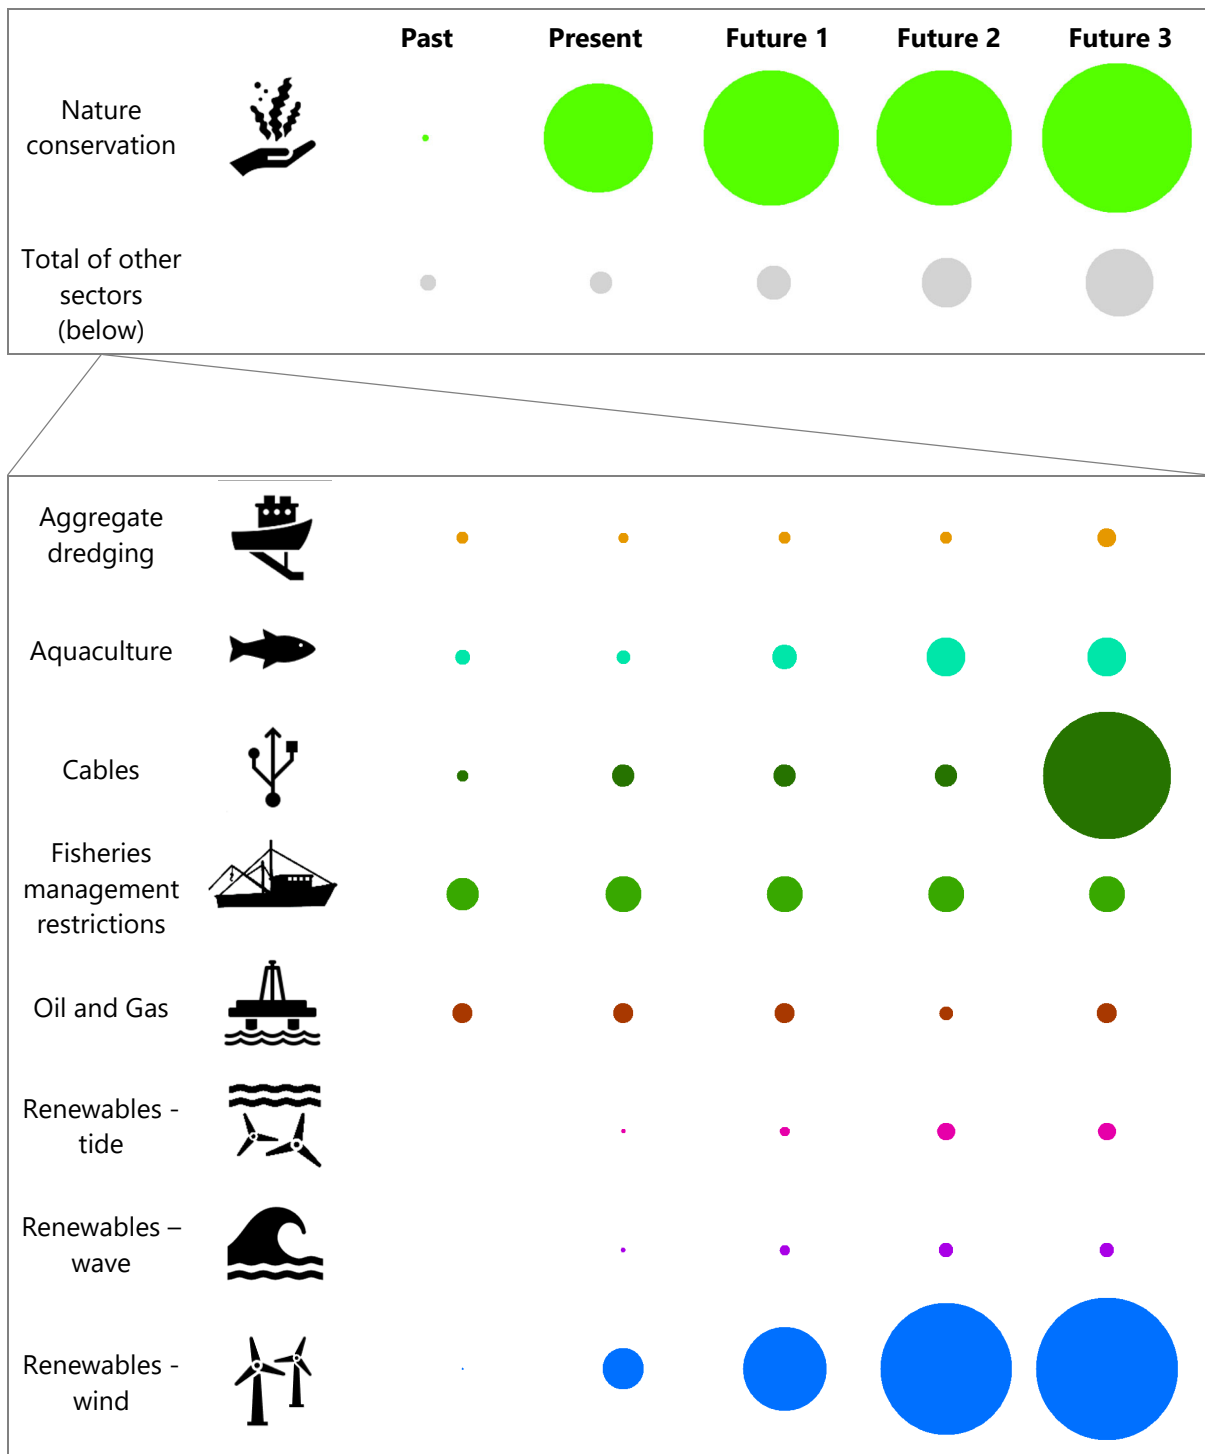 Past Present Future 1 Future 2 Future 3
Nature
conservation
Total of other
sectors
(below)
Aggregate
dredging
Aquaculture
Cables
Fisheries
management
restrictions
Oil and Gas
Renewables -
tide
Renewables –
wave
Renewables -
wind